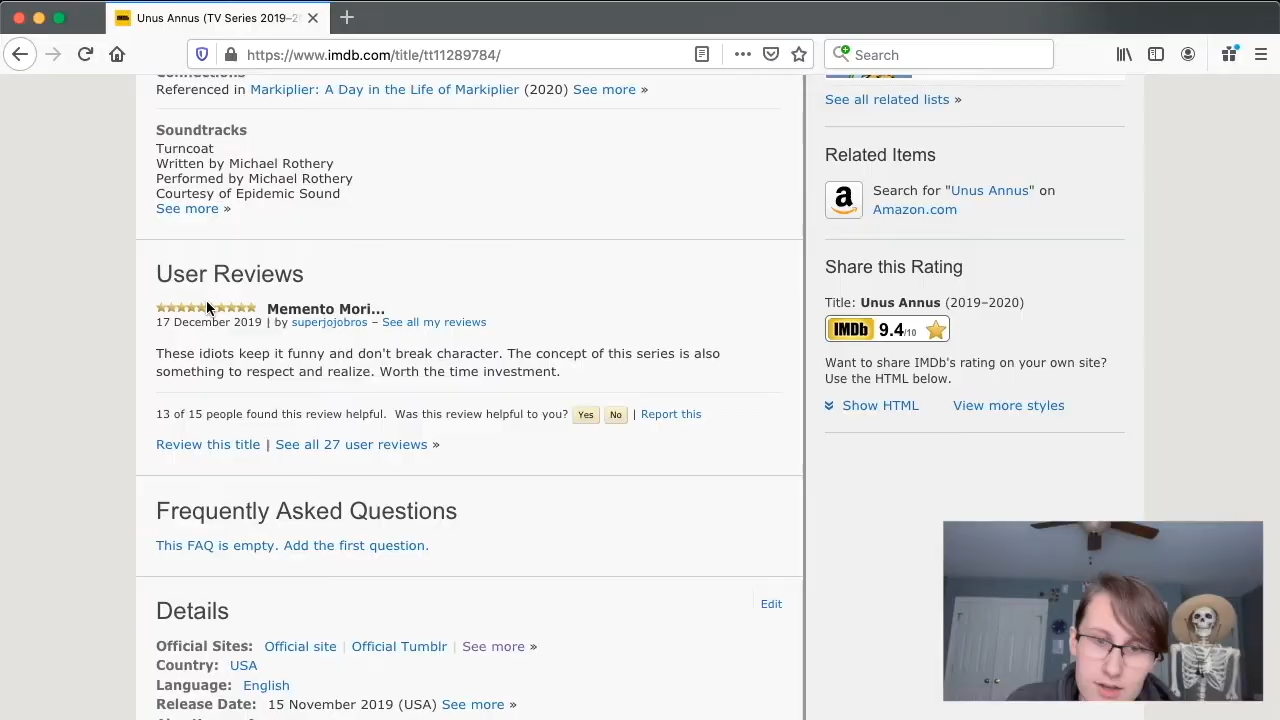 Unus Annus (TV Series 2019–2
https://www.imdb.com/title/tt11289784/
Search
Connections
Referenced in Markiplier: A Day in the Life of Markiplier (2020) See more »
Soundtracks
Turncoat
Written by Michael Rothery
Performed by Michael Rothery
Courtesy of Epidemic Sound
See more »
User Reviews
Memento Mori...
17 December 2019 | by superjojobros – See all my reviews
These idiots keep it funny and don't break character. The concept of this series is also
something to respect and realize. Worth the time investment.
13 of 15 people found this review helpful. Was this review helpful to you? Yes No | Report this
Review this title | See all 27 user reviews »
Frequently Asked Questions
This FAQ is empty. Add the first question.
Details
Edit
Official Sites: Official site | Official Tumblr | See more »
Country: USA
Language: English
Release Date: 15 November 2019 (USA) See more »
See all related lists »
Related Items
a
Search for "Unus Annus" on
Amazon.com
Share this Rating
Title: Unus Annus (2019–2020)
IMDb 9.4/10
Want to share IMDb's rating on your own site?
Use the HTML below.
Show HTML View more styles